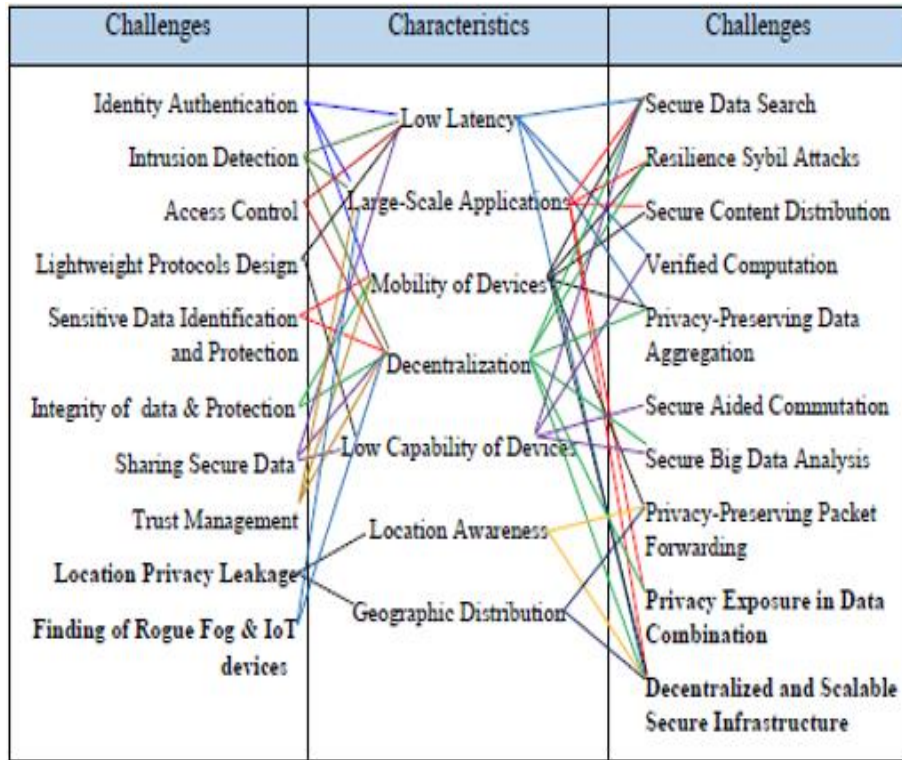 Challenges
Characteristics
Challenges
Identity Authentication
Intrusion Detection
Access Control
Lightweight Protocols Design
Sensitive Data Identification
and Protection
Integrity of data & Protection
Sharing Secure Data
Trust Management
Location Privacy Leakage
Finding of Rogue Fog & IoT
devices
Low Latency
Large-Scale Applications
Mobility of Devices
Decentralization
Low Capability of Devices
Location Awareness
Geographic Distribution
Secure Data Search
Resilience Sybil Attacks
Secure Content Distribution
Verified Computation
Privacy-Preserving Data
Aggregation
Secure Aided Commutation
Secure Big Data Analysis
Privacy-Preserving Packet
Forwarding
Privacy Exposure in Data
Combination
Decentralized and Scalable
Secure Infrastructure